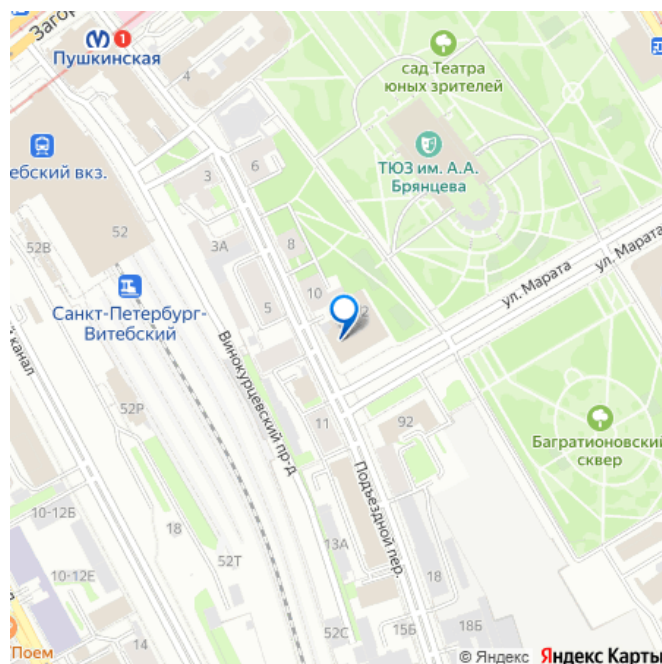 Загор
1
Пушкинская
4
4
сад Театра
юных зрителей
ТЮЗ им. А.А.
Брянцева
ебский вкз.
3
6
52
52В
3А
8
ул. Марата
ул. Марата
Санкт-Петербург-
Витебский
10
5
2
й канал
Винокурцевский пр-д
52Р
11
92
Багратионовский
сквер
Подъездной пер.
10-12Б
18
13А
10-12Е
52Т
18
14
52С
15Б
18Б
Поем
© Яндекс Яндекс Карты